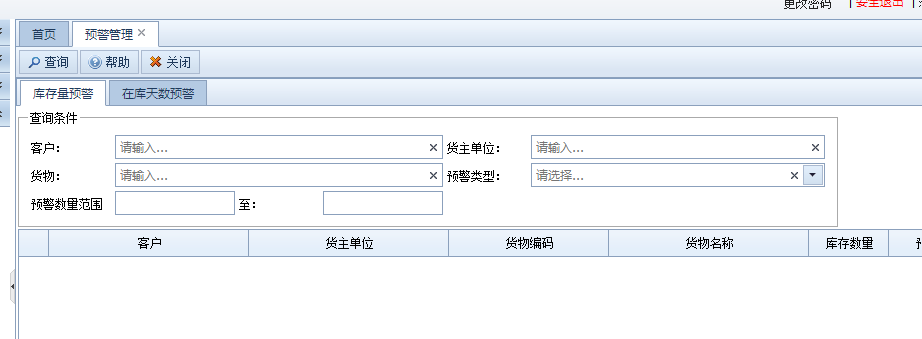 更改密码 安全退出
首页 预警管理
查询 帮助 关闭
库存量预警 在库天数预警
查询条件
客户： 请输入... 货主单位： 请输入...
货物： 请输入... 预警类型： 请选择...
预警数量范围 至：
客户 货主单位 货物编码 货物名称 库存数量